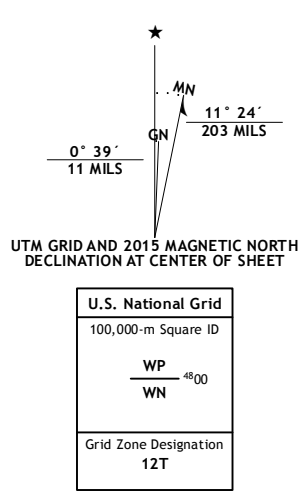 ★
MN
11° 24´
203 MILS
GN
0° 39´
11 MILS
UTM GRID AND 2015 MAGNETIC NORTH
DECLINATION AT CENTER OF SHEET
U.S. National Grid
100,000-m Square ID
WP
4800
WN
Grid Zone Designation
12T